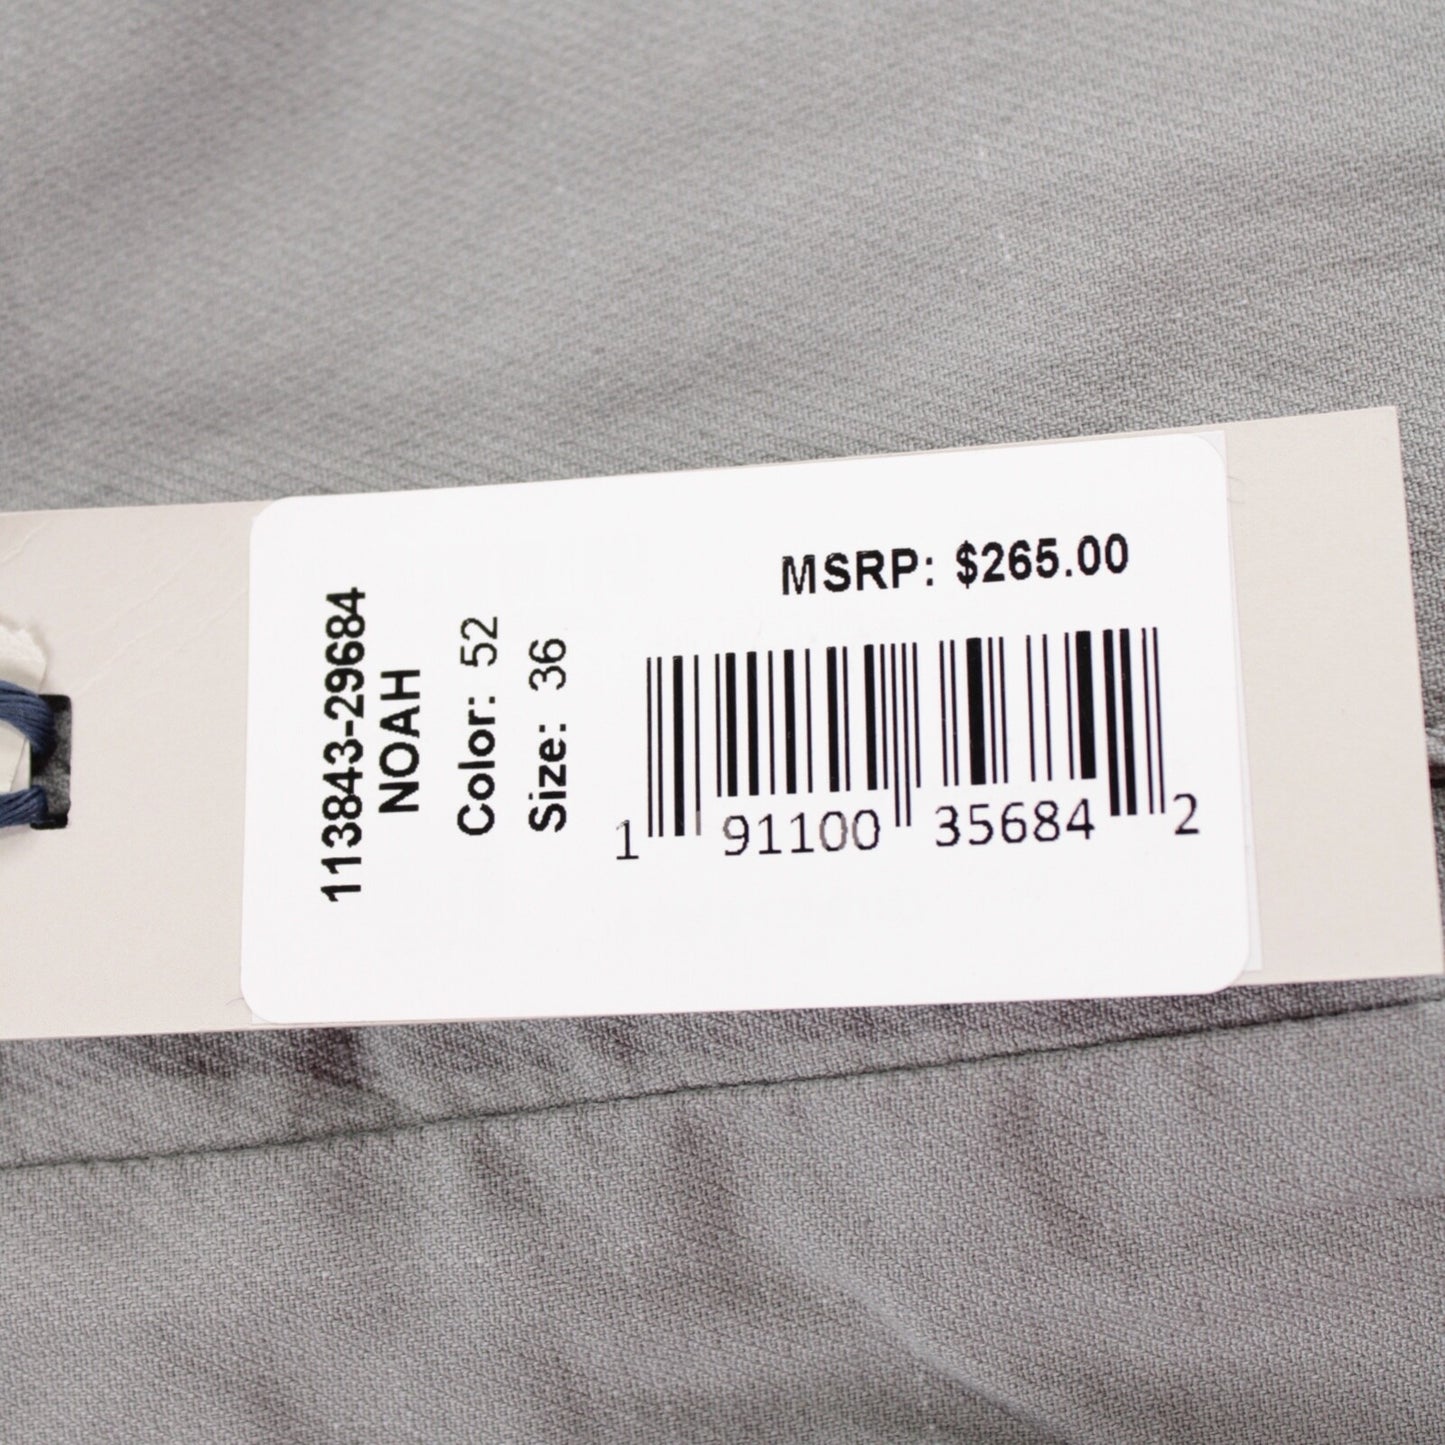 113843-29684
NOAH
Color: 52
Size: 36
MSRP: $265.00
1 91100 35684 2